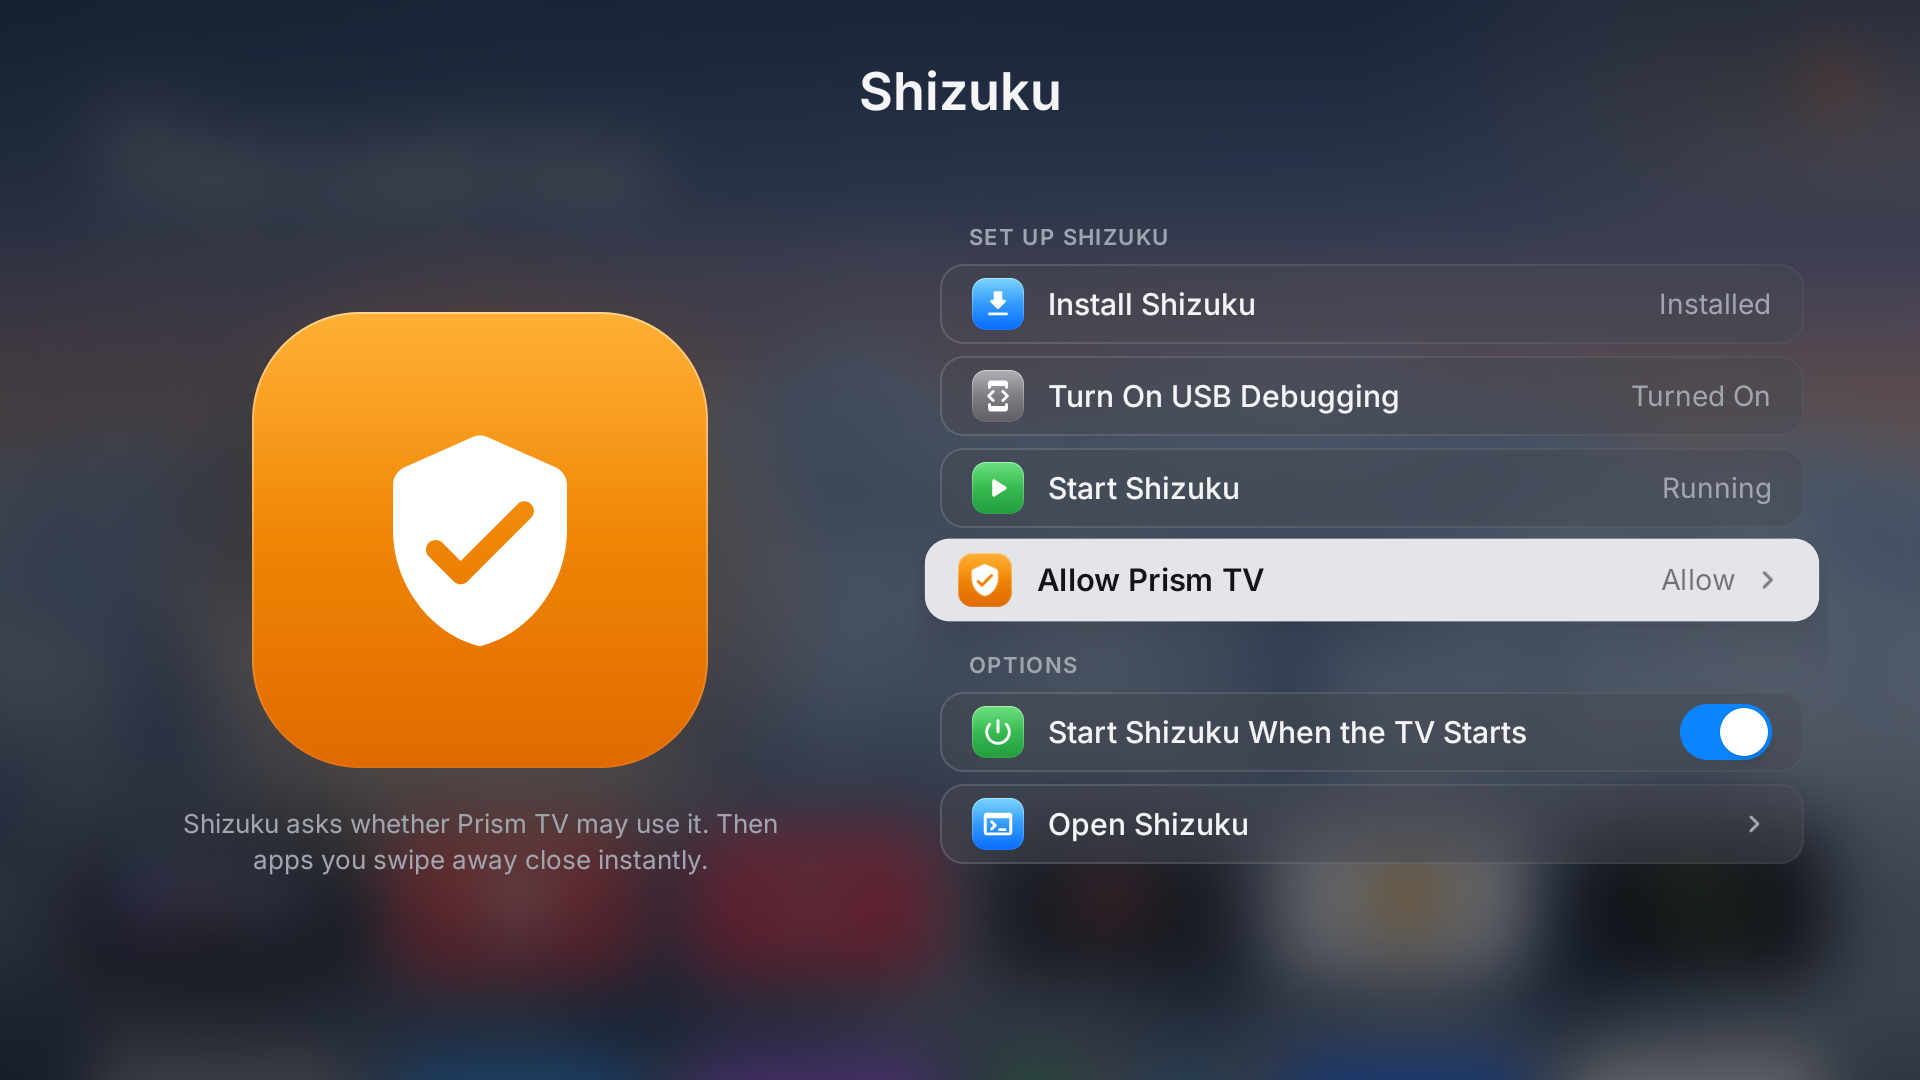 Shizuku
SET UP SHIZUKU
Install Shizuku Installed
Turn On USB Debugging Turned On
Start Shizuku Running
Allow Prism TV Allow
OPTIONS
Start Shizuku When the TV Starts
Open Shizuku
Shizuku asks whether Prism TV may use it. Then
apps you swipe away close instantly.